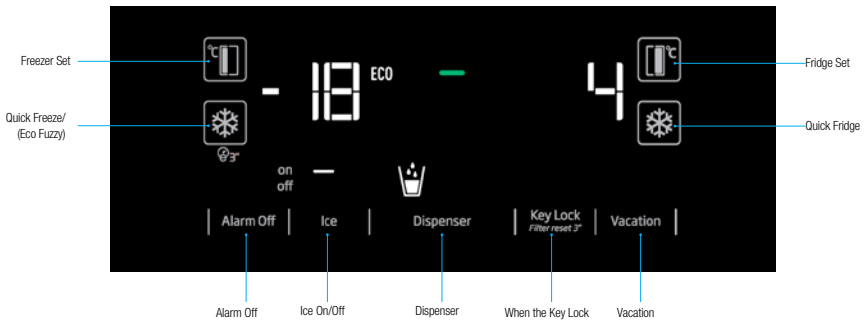 Freezer Set
°C
- 18
ECO
4
°C
Fridge Set
Quick Freeze/
(Eco Fuzzy)
Quick Fridge
3"
on
off
Alarm Off
Ice
Dispenser
Key Lock
Filter reset 3"
Vacation
Alarm Off
Ice On/Off
Dispenser
When the Key Lock
Vacation